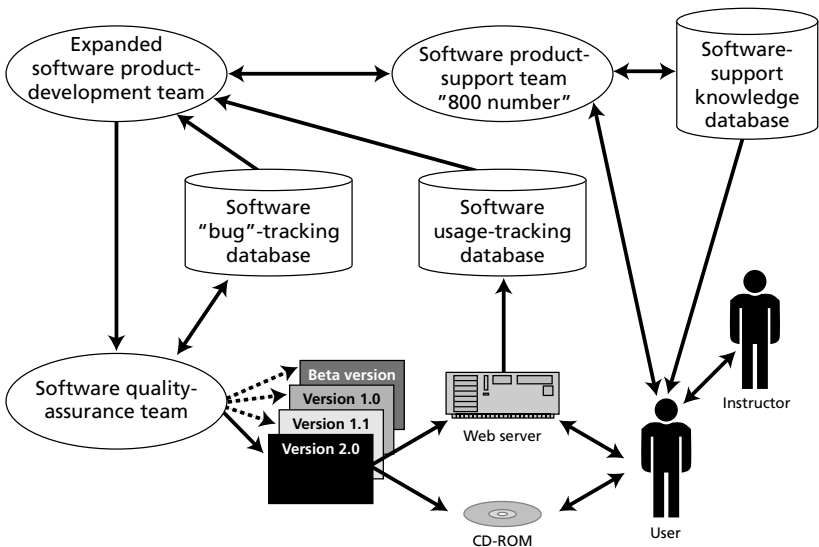 Expanded
software product-
development team
Software product-
support team
"800 number"
Software-
support
knowledge
database
Software
"bug"-tracking
database
Software
usage-tracking
database
Software quality-
assurance team
Beta version
Version 1.0
Version 1.1
Version 2.0
Web server
CD-ROM
Instructor
User